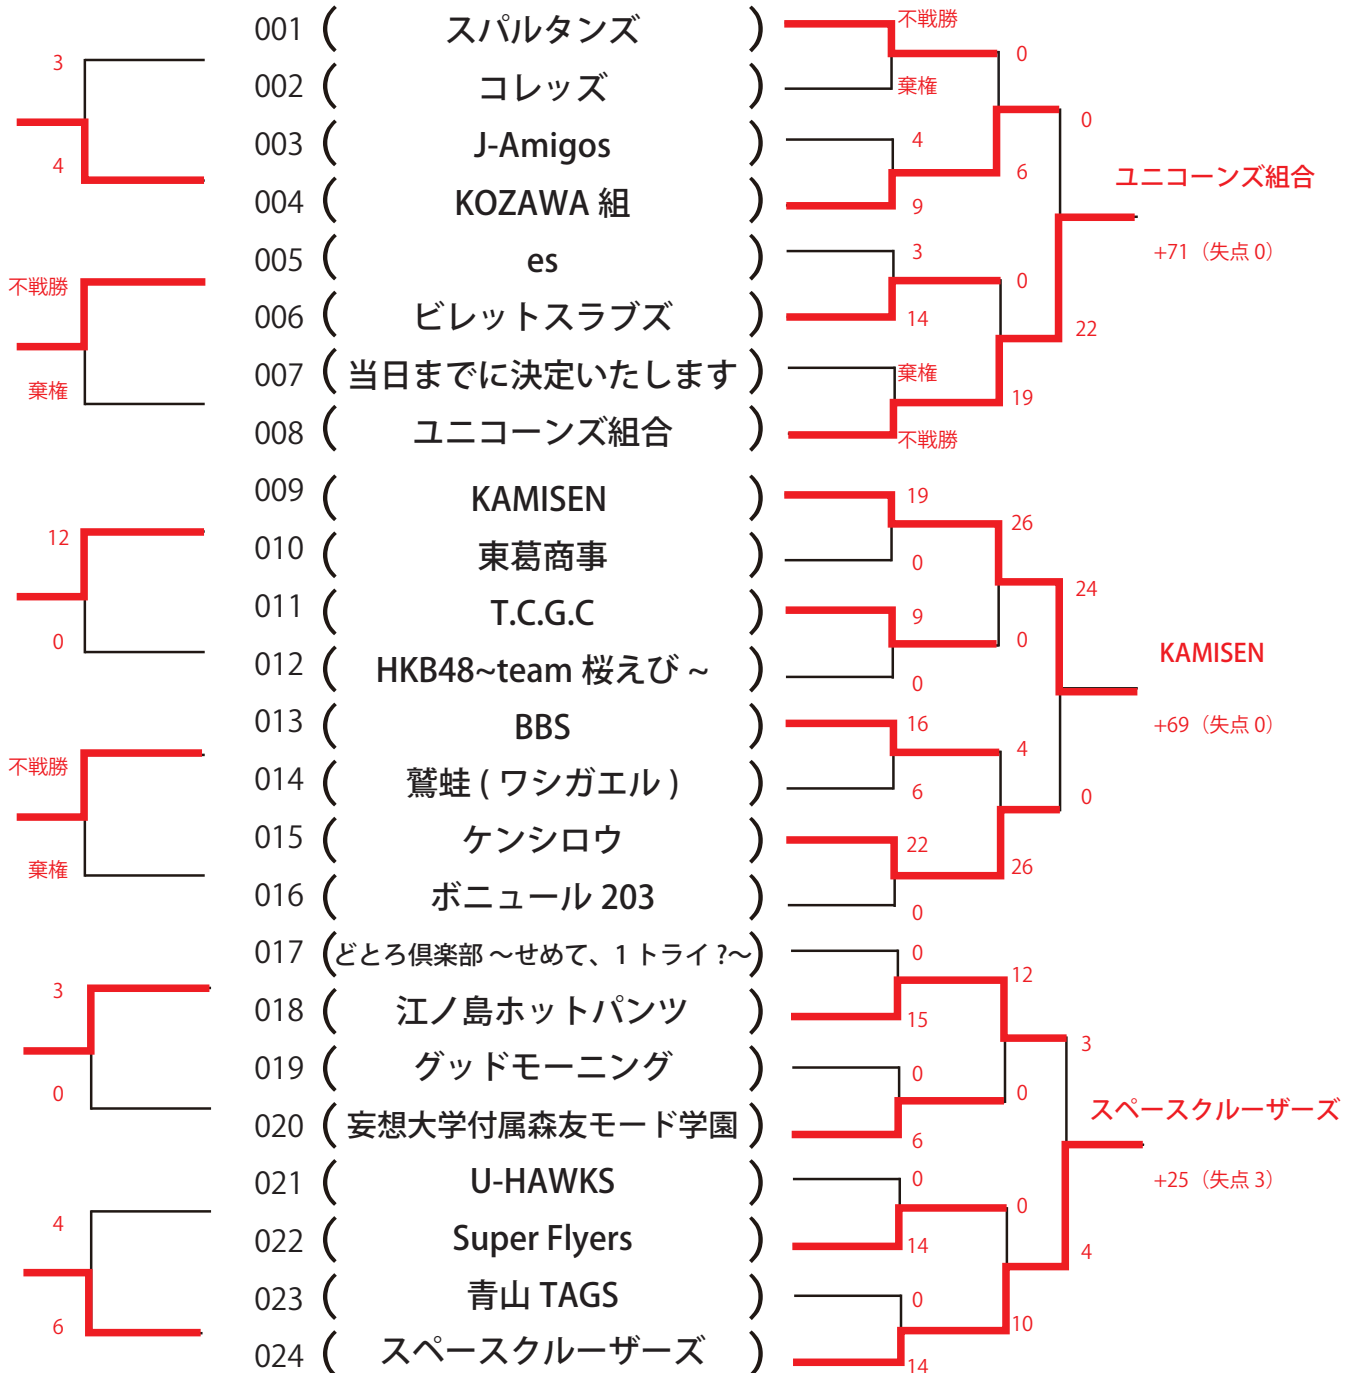 001 ( スパルタンズ ) 不戦勝
3 0
002 ( コレッズ ) 棄権
0
003 ( J-Amigos ) 4
4 6 ユニコーンズ組合
004 ( KOZAWA 組 ) 9
+71（失点 0）
005 ( es ) 3
不戦勝 0
006 ( ビレットスラブズ ) 14 22
007 ( 当日までに決定いたします ) 棄権
棄権 19
008 ( ユニコーンズ組合 ) 不戦勝
009 ( KAMISEN ) 19
12 26
010 ( 東葛商事 ) 0
24
011 ( T.C.G.C ) 9
0 0 KAMISEN
012 ( HKB48~team 桜えび ~ ) 0
013 ( BBS ) 16 +69（失点 0）
不戦勝 4
014 ( 鷲蛙 ( ワシガエル ) ) 6 0
015 ( ケンシロウ ) 22
棄権 26
016 ( ボニュール 203 ) 0
017 ( どとろ倶楽部 ～せめて、1 トライ ?～ ) 0
3 12
018 ( 江ノ島ホットパンツ ) 15
3
019 ( グッドモーニング ) 0
0 0 スペースクルーザーズ
020 ( 妄想大学付属森友モード学園 ) 6
021 ( U-HAWKS ) 0 +25（失点 3）
4 0
022 ( Super Flyers ) 14 4
023 ( 青山 TAGS ) 0
6 10
024 ( スペースクルーザーズ ) 14